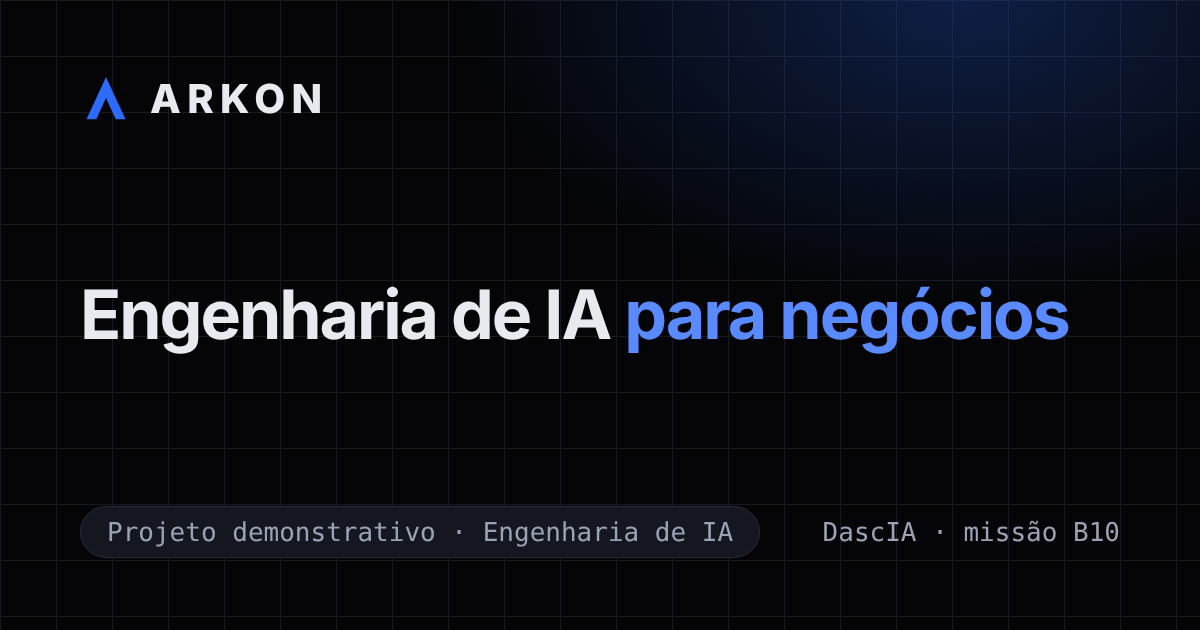 ARKON
Engenharia de IA para negócios
Projeto demonstrativo · Engenharia de IA
DascIA · missão B10